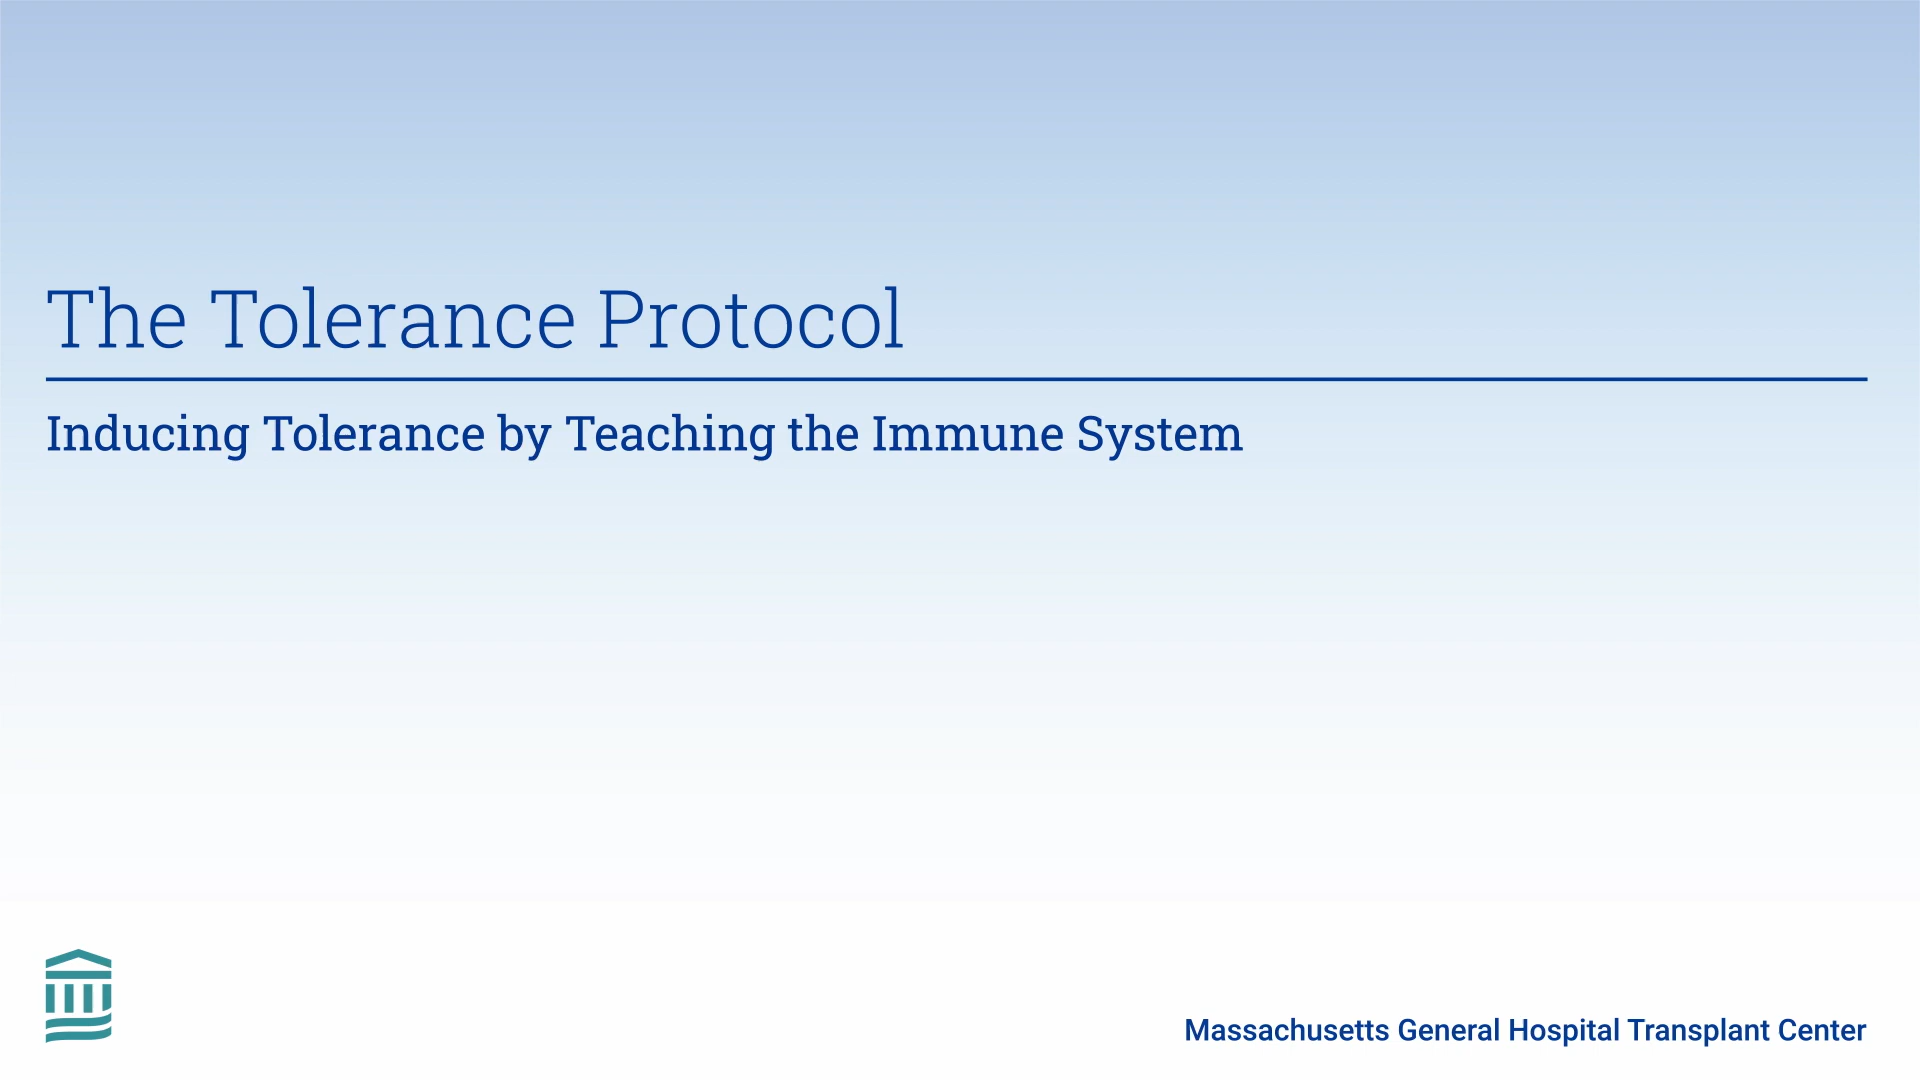 The Tolerance Protocol
Inducing Tolerance by Teaching the Immune System
Massachusetts General Hospital Transplant Center